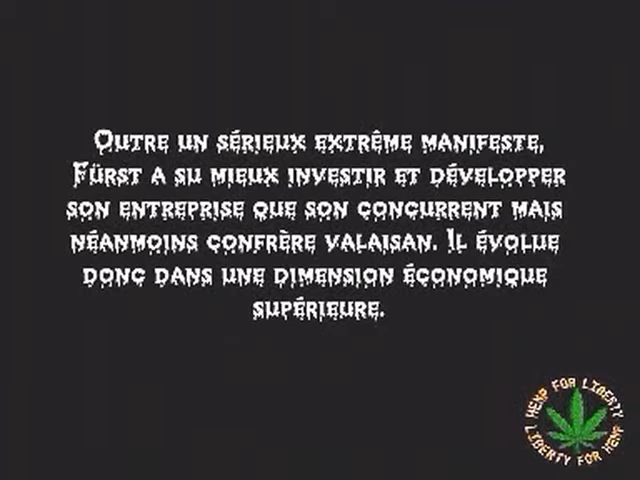 Outre un sérieux extrême manifeste,
Fürst a su mieux investir et développer
son entreprise que son concurrent mais
néanmoins confrère valaisan. Il évolue
donc dans une dimension économique
supérieure.
HEMP FOR LIBERTY
LIBERTY FOR HEMP